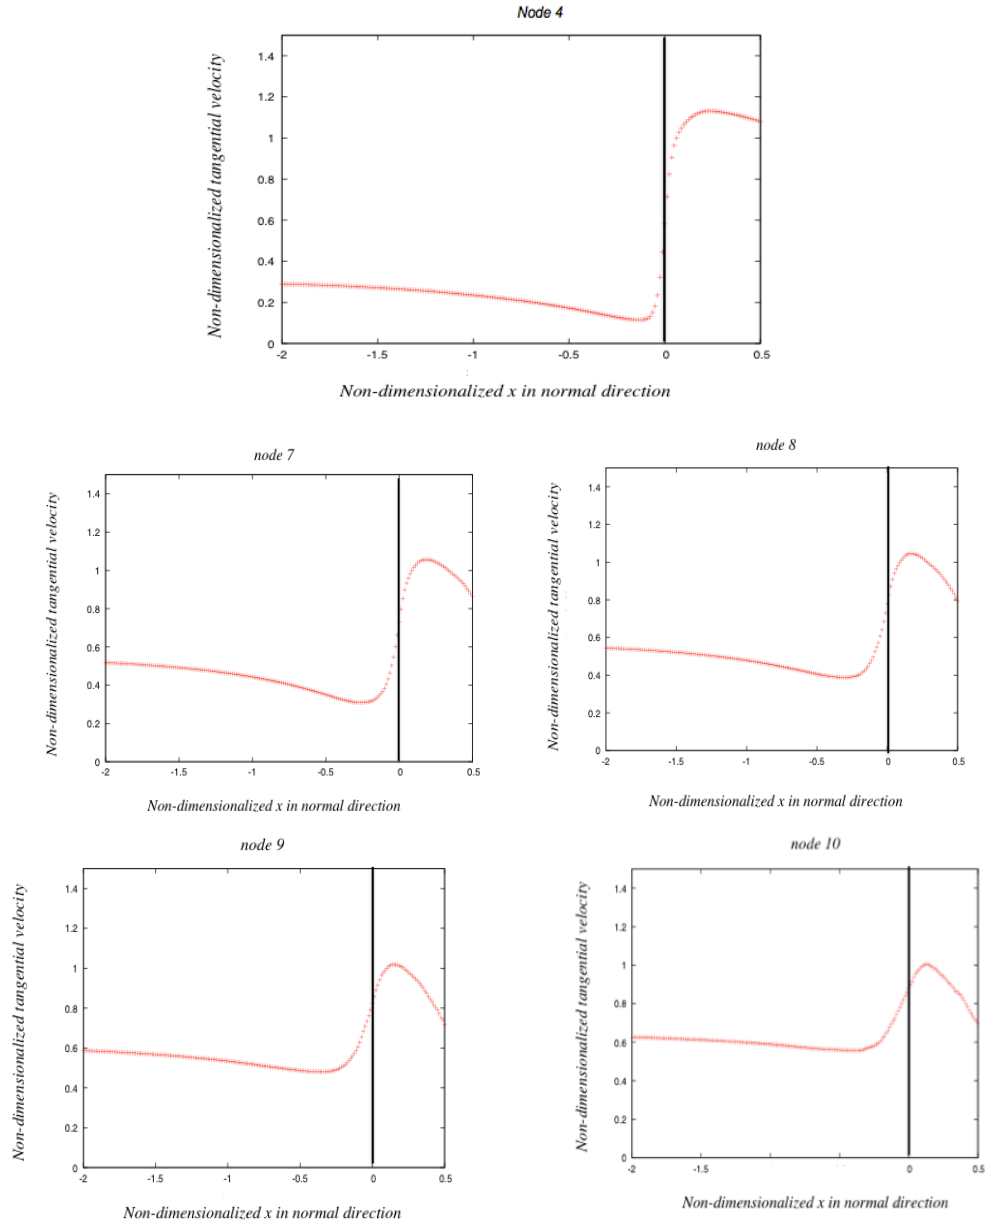 Node 4
Non-dimensionalized tangential velocity
1.4
1.2
1
0.8
0.6
0.4
0.2
0
-2 -1.5 -1 -0.5 0 0.5
Non-dimensionalized x in normal direction
node 7
Non-dimensionalized tangential velocity
1.4
1.2
1
0.8
0.6
0.4
0.2
0
-2 -1.5 -1 -0.5 0 0.5
Non-dimensionalized x in normal direction
node 8
Non-dimensionalized tangential velocity
1.4
1.2
1
0.8
0.6
0.4
0.2
0
-2 -1.5 -1 -0.5 0 0.5
Non-dimensionalized x in normal direction
node 9
Non-dimensionalized tangential velocity
1.4
1.2
1
0.8
0.6
0.4
0.2
0
-2 -1.5 -1 -0.5 0 0.5
Non-dimensionalized x in normal direction
node 10
Non-dimensionalized tangential velocity
1.4
1.2
1
0.8
0.6
0.4
0.2
0
-2 -1.5 -1 0 0.5
Non-dimensionalized x in normal direction